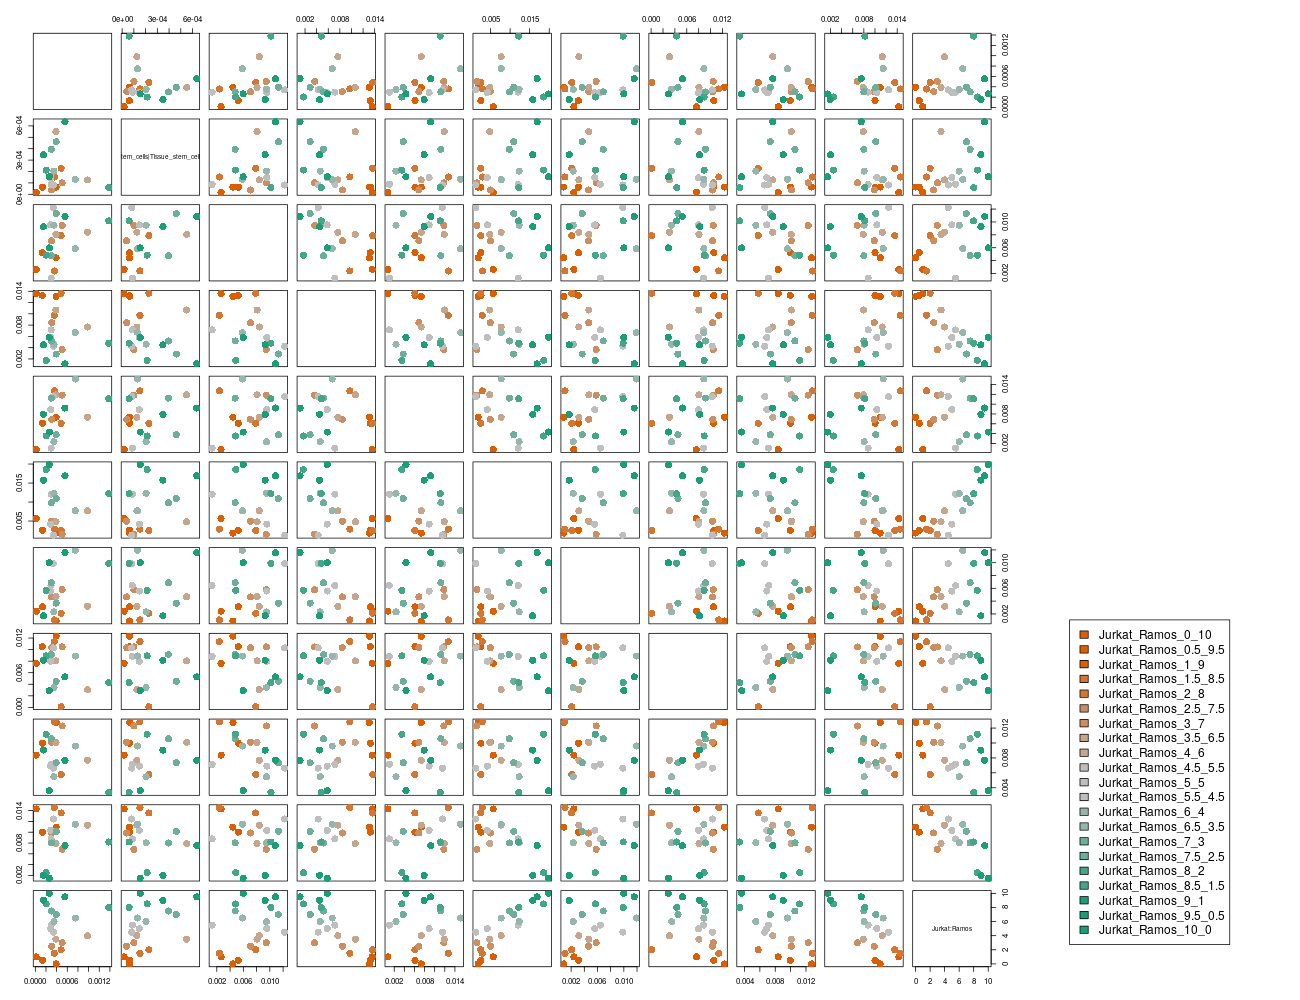 0e+00 3e-04 6e-04 0.002 0.008 0.014 0.005 0.015 0.000 0.006 0.012 0.002 0.008 0.014
0.0000 0.0006 0.0012
0e+00 3e-04 6e-04
tem_cells|Tissue_stem_cel
0.002 0.006 0.010
0.002 0.008 0.014
0.002 0.008 0.014
0.005 0.015
0.002 0.006 0.010
0.000 0.006 0.012
0.004 0.008 0.012
0.002 0.008 0.014
Jurkat:Ramos
0 2 4 6 8 10
0.0000 0.0006 0.0012 0.002 0.006 0.010 0.002 0.008 0.014 0.002 0.006 0.010 0.004 0.008 0.012 0 2 4 6 8 10
Jurkat_Ramos_0_10
Jurkat_Ramos_0.5_9.5
Jurkat_Ramos_1_9
Jurkat_Ramos_1.5_8.5
Jurkat_Ramos_2_8
Jurkat_Ramos_2.5_7.5
Jurkat_Ramos_3_7
Jurkat_Ramos_3.5_6.5
Jurkat_Ramos_4_6
Jurkat_Ramos_4.5_5.5
Jurkat_Ramos_5_5
Jurkat_Ramos_5.5_4.5
Jurkat_Ramos_6_4
Jurkat_Ramos_6.5_3.5
Jurkat_Ramos_7_3
Jurkat_Ramos_7.5_2.5
Jurkat_Ramos_8_2
Jurkat_Ramos_8.5_1.5
Jurkat_Ramos_9_1
Jurkat_Ramos_9.5_0.5
Jurkat_Ramos_10_0